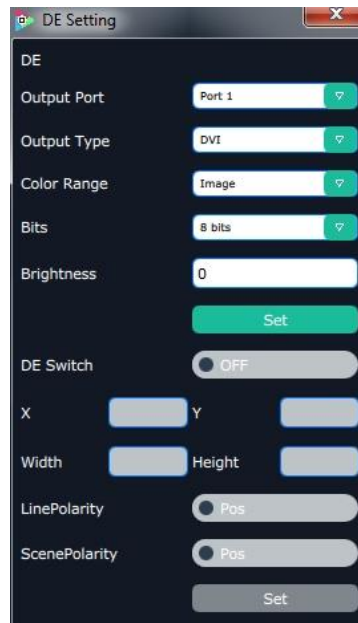 DE Setting
DE
Output Port Port 1
Output Type DVI
Color Range Image
Bits 8 bits
Brightness 0
Set
DE Switch OFF
X Y
Width Height
LinePolarity Pos
ScenePolarity Pos
Set